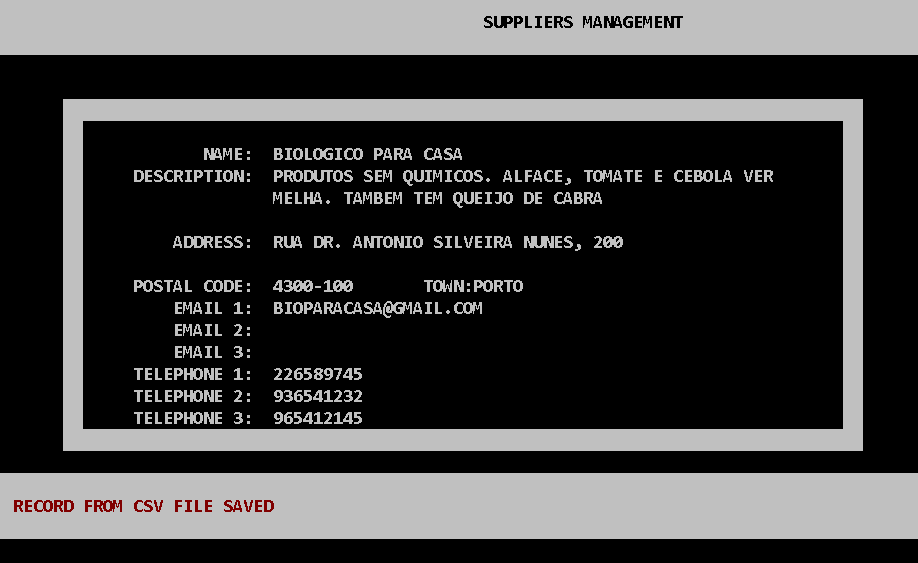 SUPPLIERS MANAGEMENT
NAME: BIOLOGICO PARA CASA
DESCRIPTION: PRODUTOS SEM QUIMICOS. ALFACE, TOMATE E CEBOLA VER
MELHA. TAMBEM TEM QUEIJO DE CABRA
ADDRESS: RUA DR. ANTONIO SILVEIRA NUNES, 200
POSTAL CODE: 4300-100 TOWN:PORTO
EMAIL 1: BIOPARACASA@GMAIL.COM
EMAIL 2:
EMAIL 3:
TELEPHONE 1: 226589745
TELEPHONE 2: 936541232
TELEPHONE 3: 965412145
RECORD FROM CSV FILE SAVED